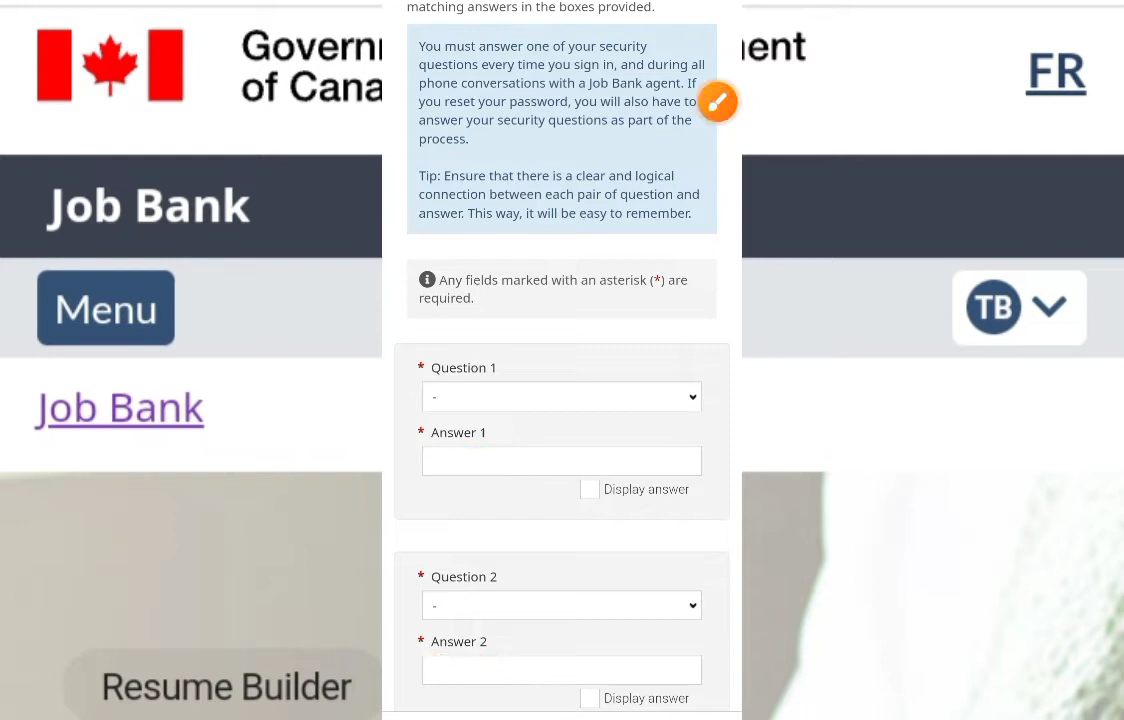 matching answers in the boxes provided.
Governm
ent
of Cana
FR
You must answer one of your security
questions every time you sign in, and during all
phone conversations with a Job Bank agent. If
you reset your password, you will also have to
answer your security questions as part of the
process.
Tip: Ensure that there is a clear and logical
connection between each pair of question and
answer. This way, it will be easy to remember.
Job Bank
Menu
TB
Job Bank
Any fields marked with an asterisk (*) are
required.
* Question 1
-
* Answer 1
Display answer
* Question 2
-
* Answer 2
Display answer
Resume Builder